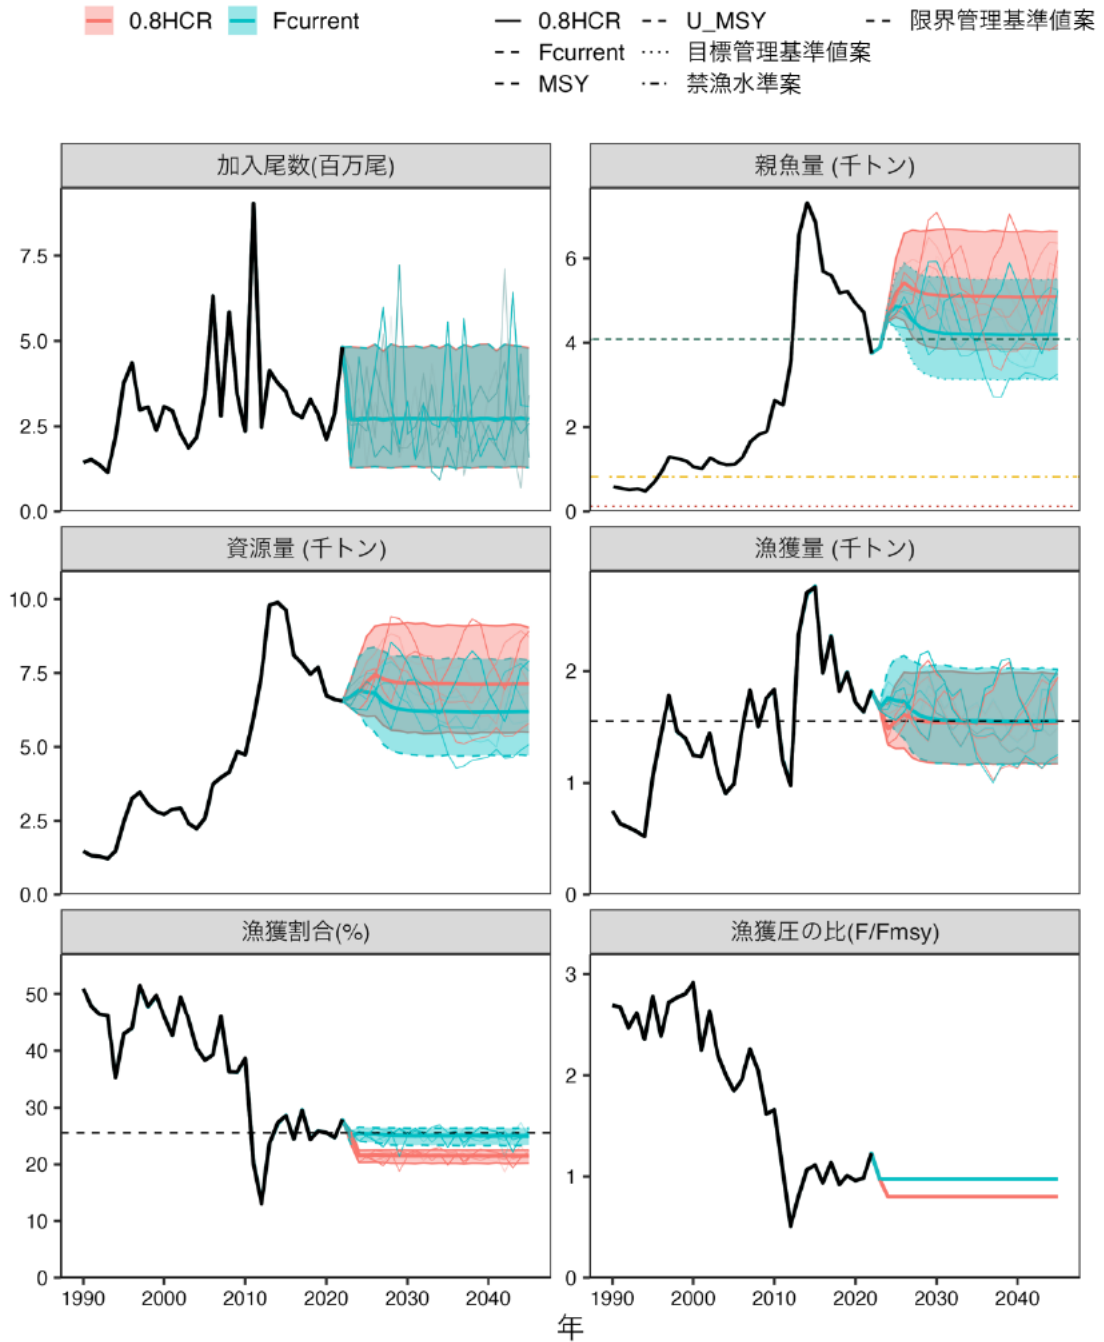 0.8HCR Fcurrent
0.8HCR U_MSY 限界管理基準値案
Fcurrent 目標管理基準値案
MSY 禁漁水準案
加入尾数(百万尾) 親魚量 (千トン)
7.5
5.0
2.5
0.0
6
4
2
0
資源量 (千トン) 漁獲量 (千トン)
10.0
7.5
5.0
2.5
0.0
2
1
0
漁獲割合(%) 漁獲圧の比(F/Fmsy)
50
40
30
20
10
0
3
2
1
0
1990 2000 2010 2020 2030 2040 1990 2000 2010 2020 2030 2040
年